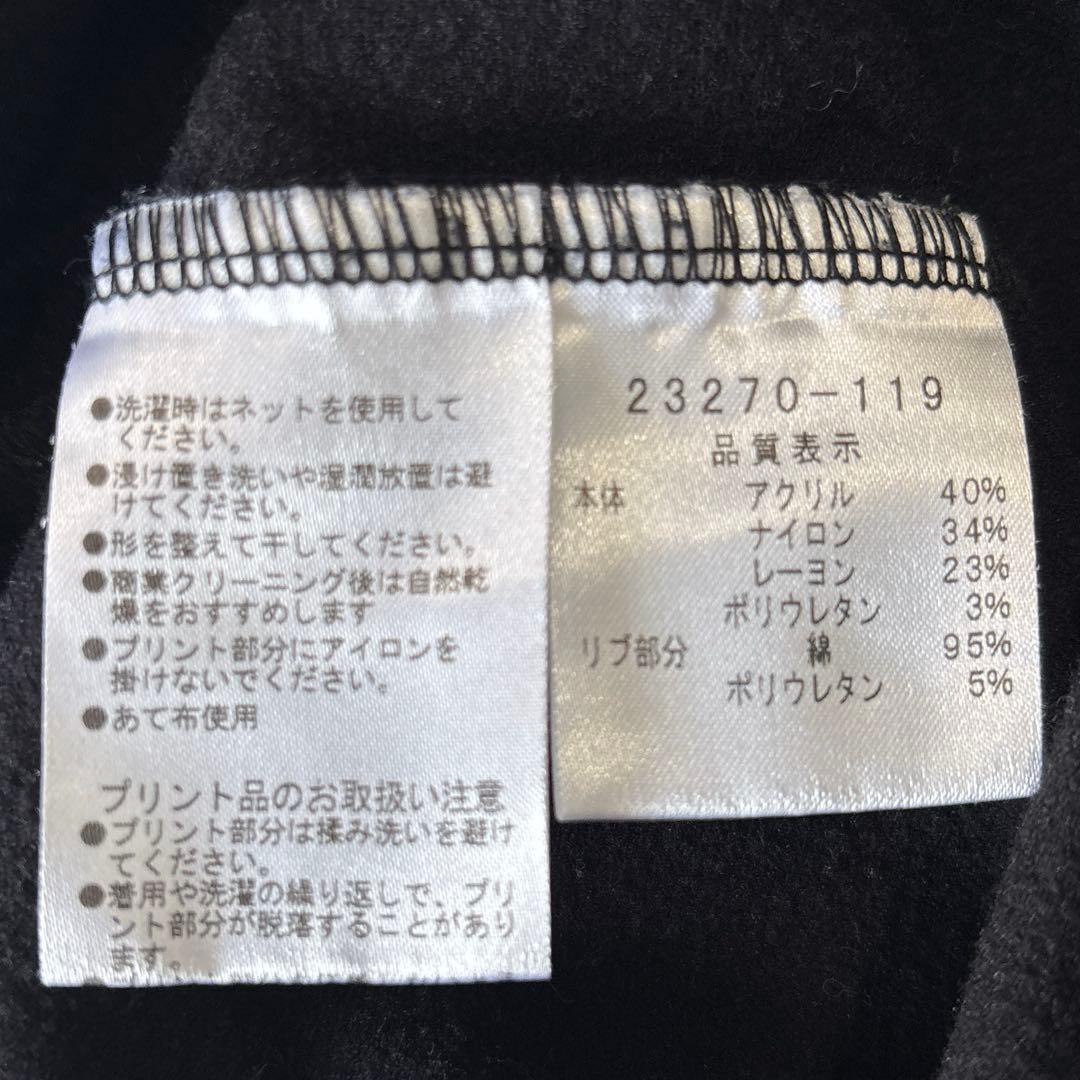 ●洗濯時はネットを使用して
ください。
●浸け置き洗いや湿潤放置は避
けてください。
●形を整えて干してください。
●商業クリーニング後は自然乾
燥をおすすめします
●プリント部分にアイロンを
掛けないでください。
●あて布使用
プリント品のお取扱い注意
●プリント部分は揉み洗いを避け
てください。
●着用や洗濯の繰り返しで、プリ
ント部分が脱落することがあり
ます。
23270-119
品質表示
本体 アクリル 40%
ナイロン 34%
レーヨン 23%
ポリウレタン 3%
リブ部分 綿 95%
ポリウレタン 5%